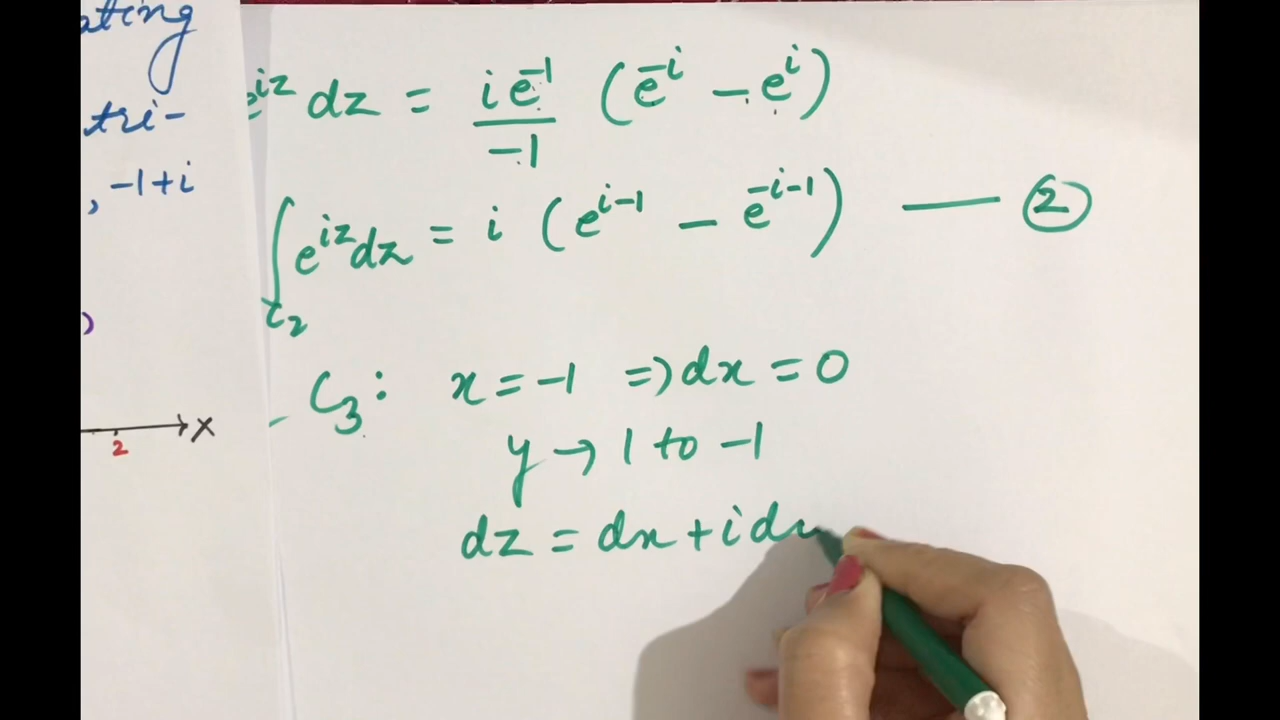 ating
tri-
, -1+i
)
2 X
e^{iz} dz = \frac{i e^{-1}}{-1} (e^{-i} - e^{i})
∫_{C_2} e^{iz} dz = i (e^{i-1} - e^{-i-1}) — ②
C_3: x = -1 ⇒ dx = 0
y → 1 to -1
dz = dx + i d